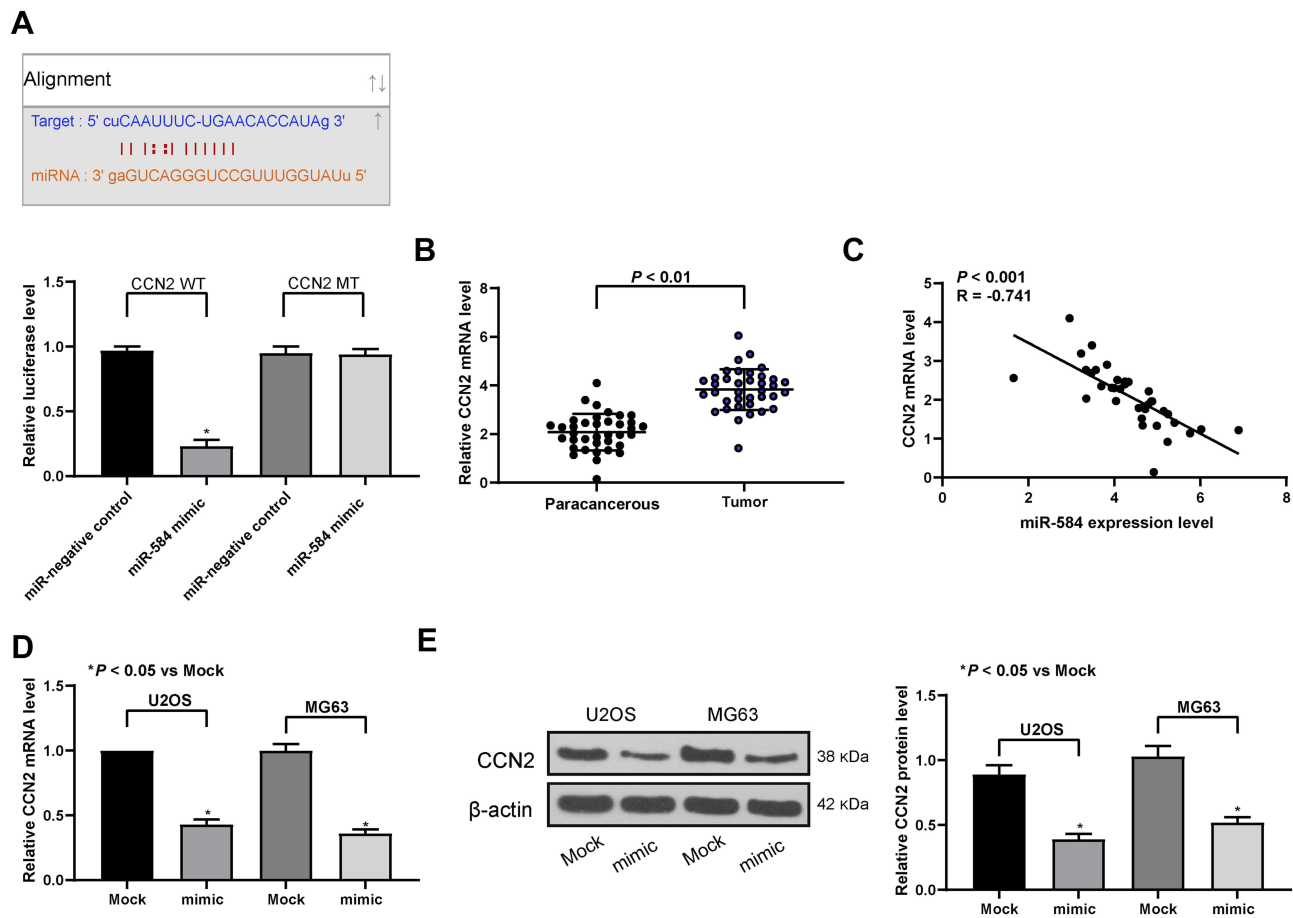 A
Alignment ↑↓
Target : 5' cuCAAUUUC-UGAACACCAUAg 3' ↑
|| |::| ||||||
miRNA : 3' gaGUCAGGGUCCGUUUGGUAUu 5'
Relative luciferase level
1.5
1.0
0.5
0.0
CCN2 WT
CCN2 MT
*
miR-negative control
miR-584 mimic
miR-negative control
miR-584 mimic
B
P < 0.01
Relative CCN2 mRNA level
8
6
4
2
0
Paracancerous
Tumor
C
P < 0.001
R = -0.741
CCN2 mRNA level
5
4
3
2
1
0
0 2 4 6 8
miR-584 expression level
D
*P < 0.05 vs Mock
Relative CCN2 mRNA level
1.5
1.0
0.5
0.0
U2OS
MG63
*
*
Mock
mimic
Mock
mimic
E
U2OS MG63
CCN2
38 κDa
β-actin
42 κDa
Mock
mimic
Mock
mimic
*P < 0.05 vs Mock
Relative CCN2 protein level
1.5
1.0
0.5
0.0
U2OS
MG63
*
*
Mock
mimic
Mock
mimic